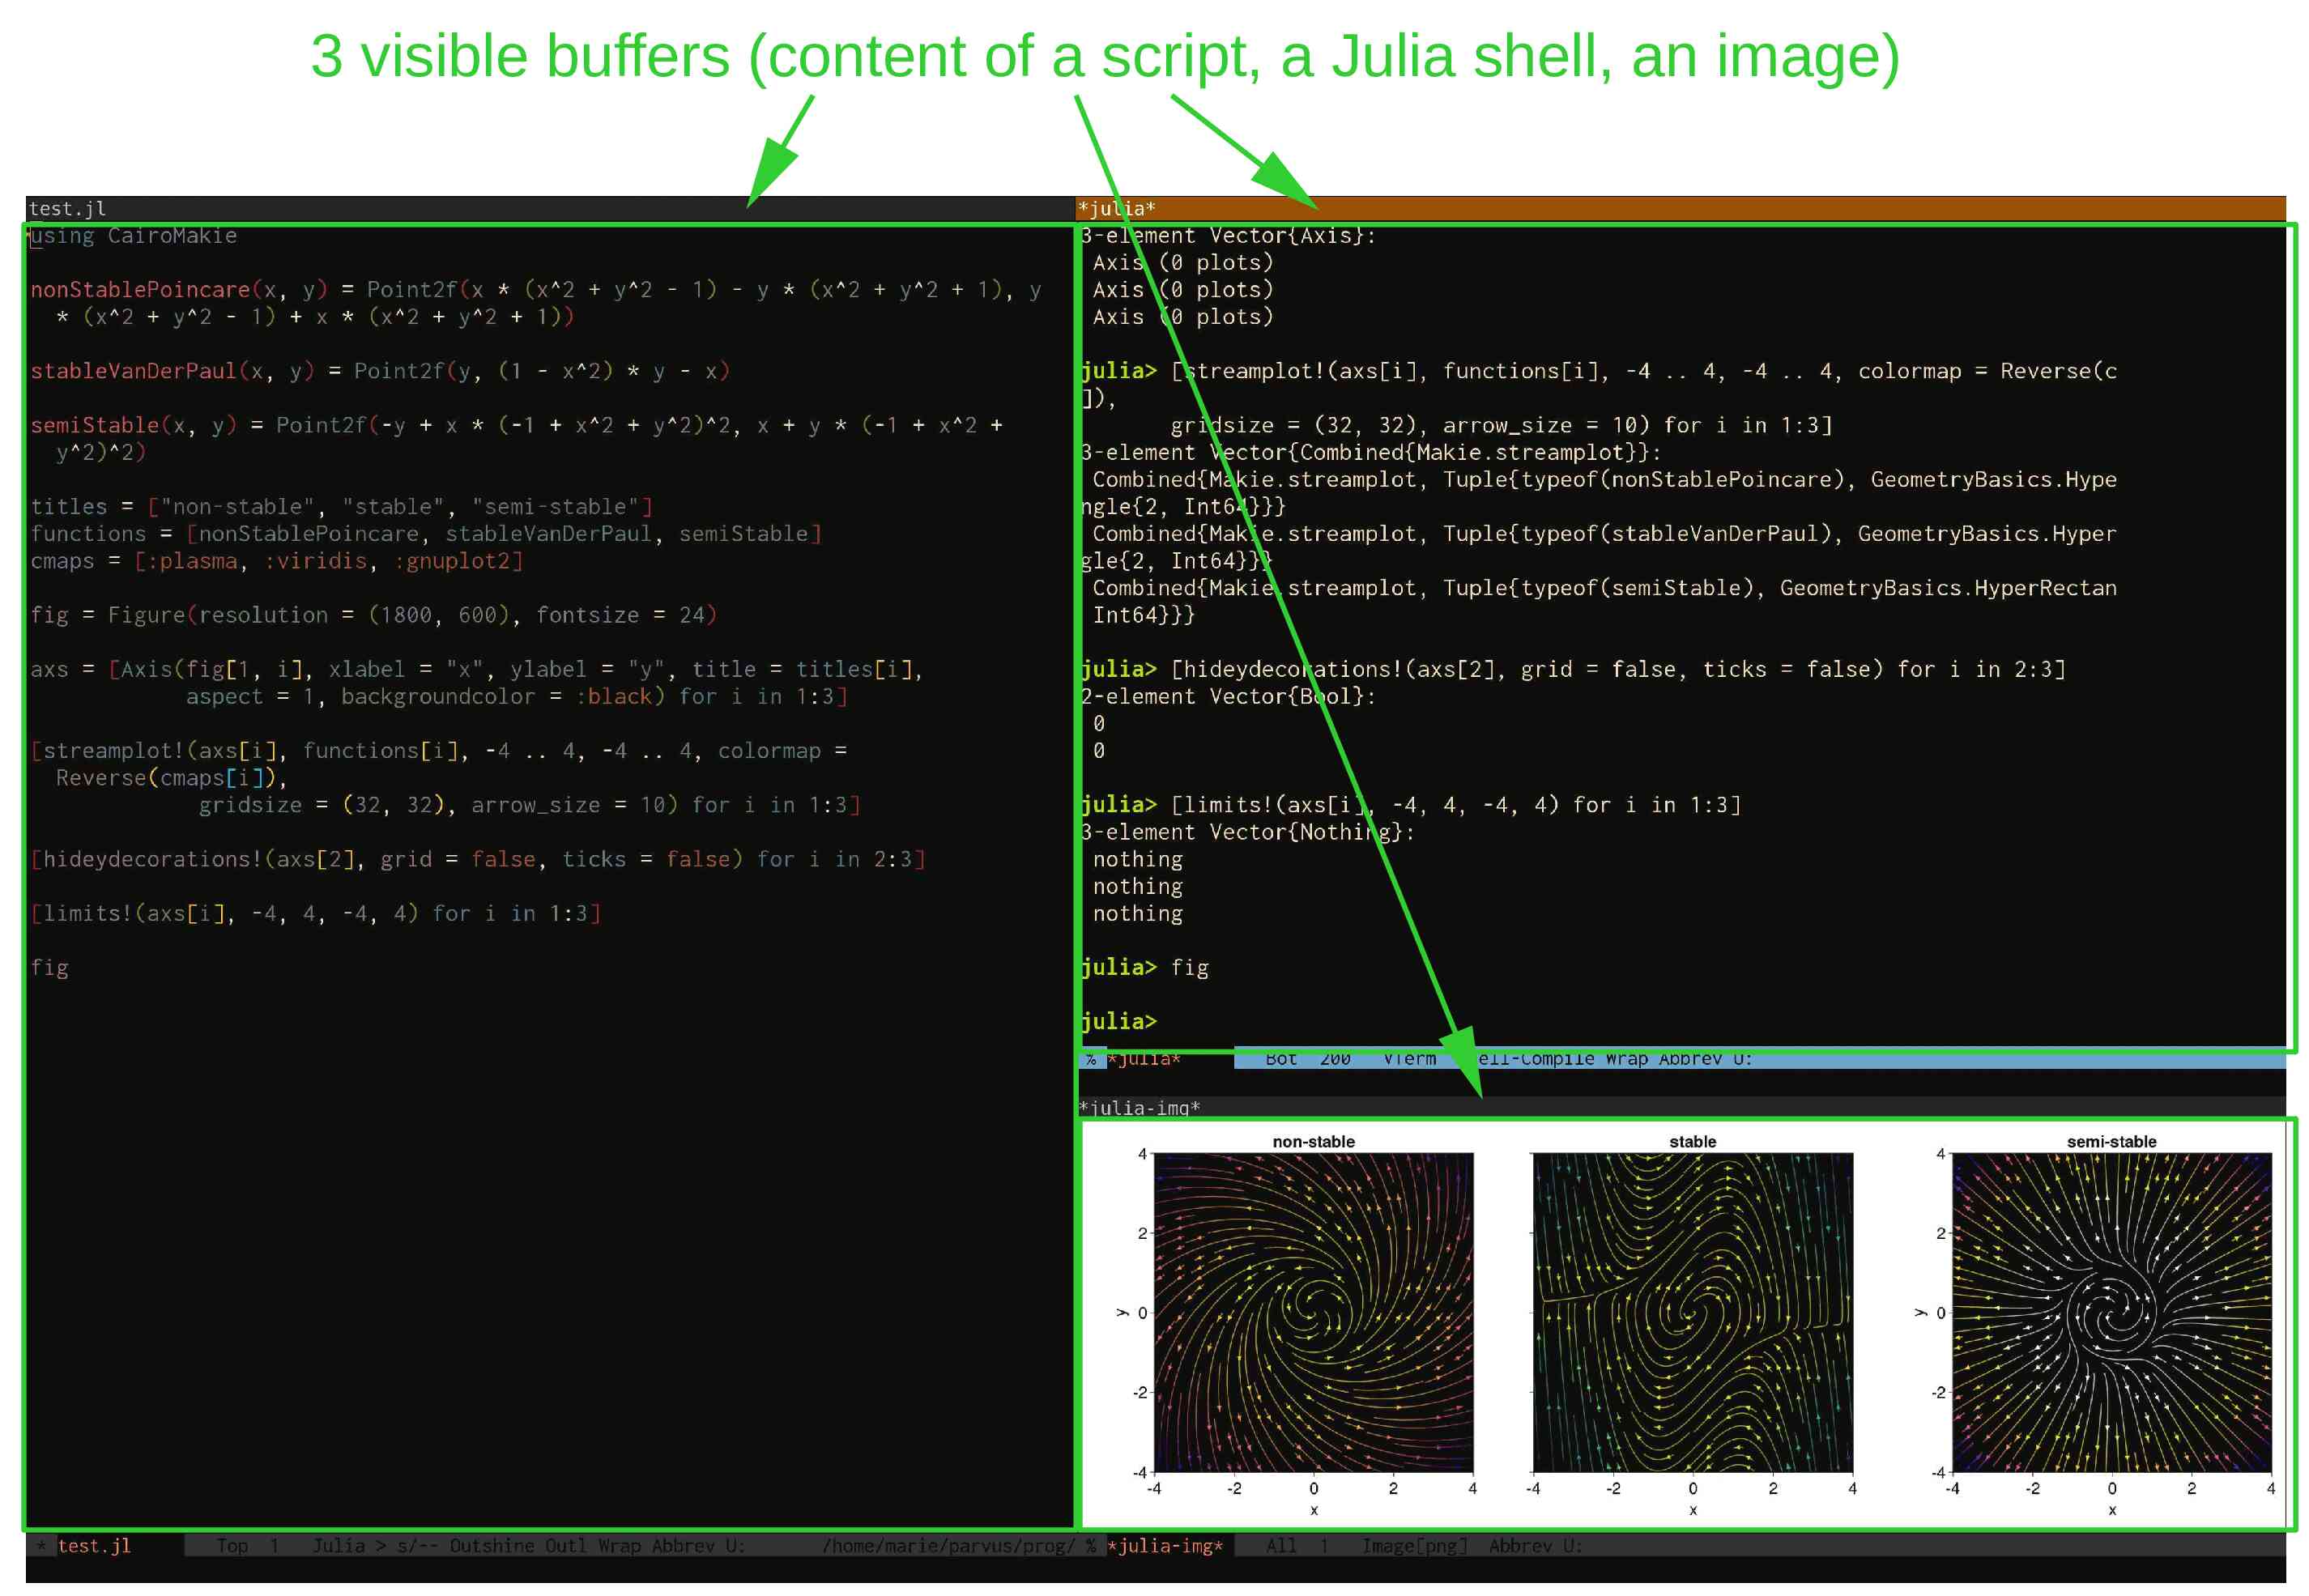 3 visible buffers (content of a script, a Julia shell, an image)
test.jl
using CairoMakie
nonStablePoincare(x, y) = Point2f(x * (x^2 + y^2 - 1) - y * (x^2 + y^2 + 1), y
* (x^2 + y^2 - 1) + x * (x^2 + y^2 + 1))
stableVanDerPaul(x, y) = Point2f(y, (1 - x^2) * y - x)
semiStable(x, y) = Point2f(-y + x * (-1 + x^2 + y^2)^2, x + y * (-1 + x^2 +
y^2)^2)
titles = ["non-stable", "stable", "semi-stable"]
functions = [nonStablePoincare, stableVanDerPaul, semiStable]
cmaps = [:plasma, :viridis, :gnuplot2]
fig = Figure(resolution = (1800, 600), fontsize = 24)
axs = [Axis(fig[1, i], xlabel = "x", ylabel = "y", title = titles[i],
aspect = 1, backgroundcolor = :black) for i in 1:3]
[streamplot!(axs[i], functions[i], -4 .. 4, -4 .. 4, colormap =
Reverse(cmaps[i]),
gridsize = (32, 32), arrow_size = 10) for i in 1:3]
[hideydecorations!(axs[2], grid = false, ticks = false) for i in 2:3]
[limits!(axs[i], -4, 4, -4, 4) for i in 1:3]
fig
* test.jl Top 1 Julia > s/-- Outshine Outl Wrap Abbrev U: /home/marie/parvus/prog/
*julia*
3-element Vector{Axis}:
Axis (0 plots)
Axis (0 plots)
Axis (0 plots)
julia> [streamplot!(axs[i], functions[i], -4 .. 4, -4 .. 4, colormap = Reverse(c
]),
gridsize = (32, 32), arrow_size = 10) for i in 1:3]
3-element Vector{Combined{Makie.streamplot}}:
Combined{Makie.streamplot, Tuple{typeof(nonStablePoincare), GeometryBasics.Hype
ngle{2, Int64}}}
Combined{Makie.streamplot, Tuple{typeof(stableVanDerPaul), GeometryBasics.Hyper
gle{2, Int64}}}
Combined{Makie.streamplot, Tuple{typeof(semiStable), GeometryBasics.HyperRectan
Int64}}}
julia> [hideydecorations!(axs[2], grid = false, ticks = false) for i in 2:3]
2-element Vector{Bool}:
0
0
julia> [limits!(axs[i], -4, 4, -4, 4) for i in 1:3]
3-element Vector{Nothing}:
nothing
nothing
nothing
julia> fig
julia>
% *julia* Bot 200 VTerm ell-Compile Wrap Abbrev U:
*julia-img*
non-stable
4
2
0
-2
-4
y
-4 -2 0 2 4
x
stable
-4 -2 0 2 4
x
semi-stable
4
2
0
-2
-4
y
-4 -2 0 2 4
x
% *julia-img* All 1 Image[png] Abbrev U: